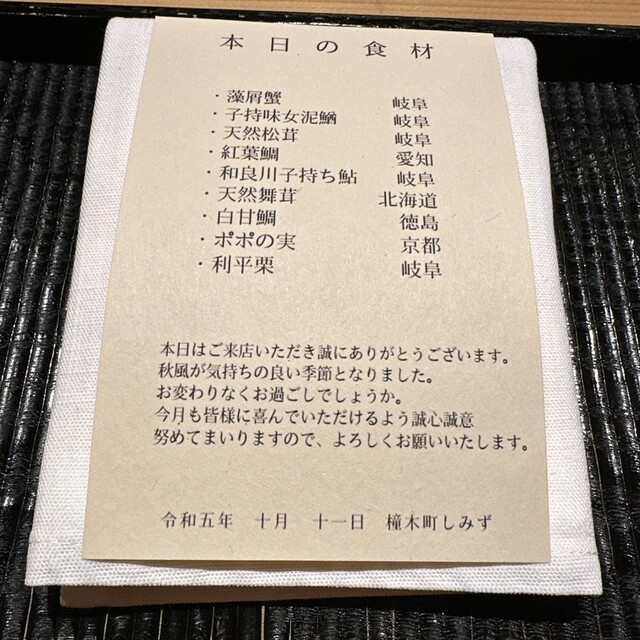 本日の食材
・藻屑蟹 岐阜
・子持味女泥鰌 岐阜
・天然松茸 岐阜
・紅葉鯛 愛知
・和良川子持ち鮎 岐阜
・天然舞茸 北海道
・白甘鯛 徳島
・ポポの実 京都
・利平栗 岐阜
本日はご来店いただき誠にありがとうございます。
秋風が気持ちの良い季節となりました。
お変わりなくお過ごしでしょうか。
今月も皆様に喜んでいただけるよう誠心誠意
努めてまいりますので、よろしくお願いいたします。
令和五年 十月 十一日 橦木町しみず